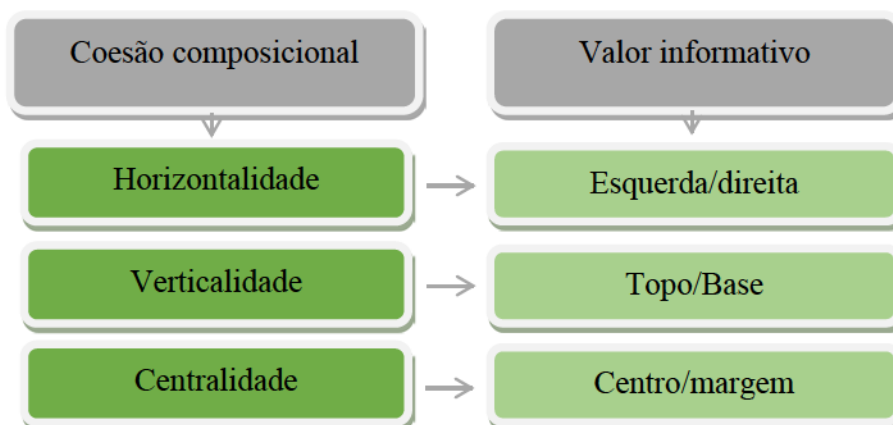 Coesão composicional
Valor informativo
Horizontalidade
Esquerda/direita
Verticalidade
Topo/Base
Centralidade
Centro/margem